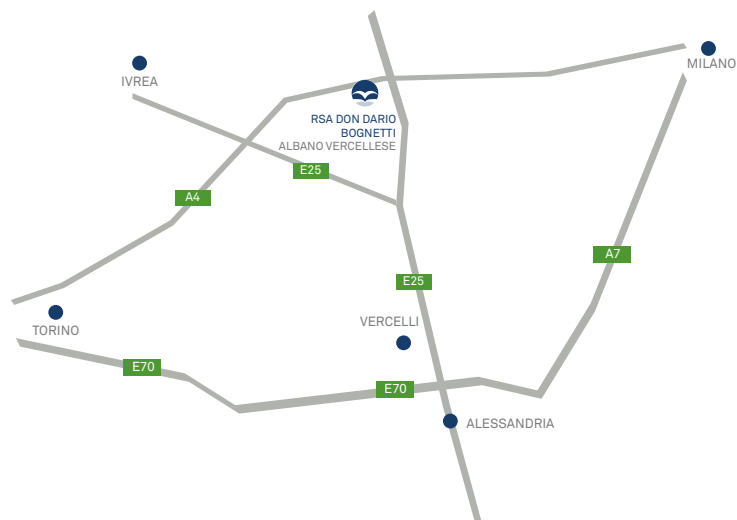 MILANO
IVREA
RSA DON DARIO
BOGNETTI
ALBANO VERCELLESE
E25
A4
A7
E25
VERCELLI
TORINO
E70
E70
ALESSANDRIA